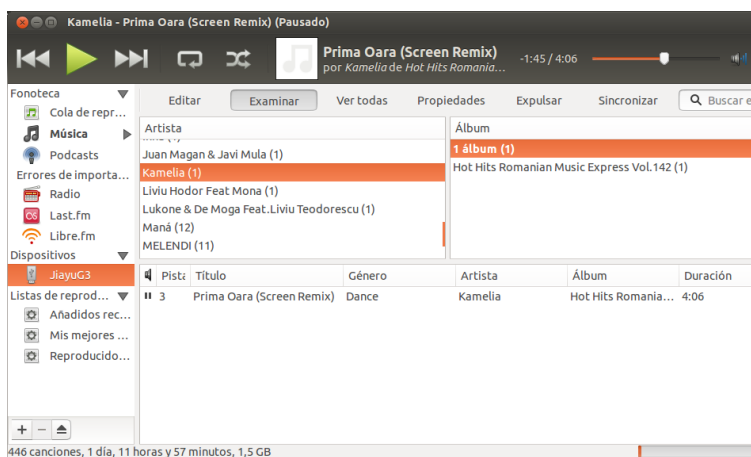 Kamelia - Prima Oara (Screen Remix) (Pausado)
Prima Oara (Screen Remix)
por Kamelia de Hot Hits Romania...
-1:45 / 4:06
Fonoteca
Cola de repr...
Música
Podcasts
Errores de importa...
Radio
Last.fm
Libre.fm
Dispositivos
JiayuG3
Listas de reprod...
Añadidos rec...
Mis mejores ...
Reproducido...
Editar Examinar Ver todas Propiedades Expulsar Sincronizar Buscar e
Artista
Juan Magan & Javi Mula (1)
Kamelia (1)
Liviu Hodor Feat Mona (1)
Lukone & De Moga Feat.Liviu Teodorescu (1)
Maná (12)
MELENDI (11)
Álbum
1 álbum (1)
Hot Hits Romanian Music Express Vol.142 (1)
Pista Título Género Artista Álbum Duración
3 Prima Oara (Screen Remix) Dance Kamelia Hot Hits Romania... 4:06
446 canciones, 1 día, 11 horas y 57 minutos, 1,5 GB